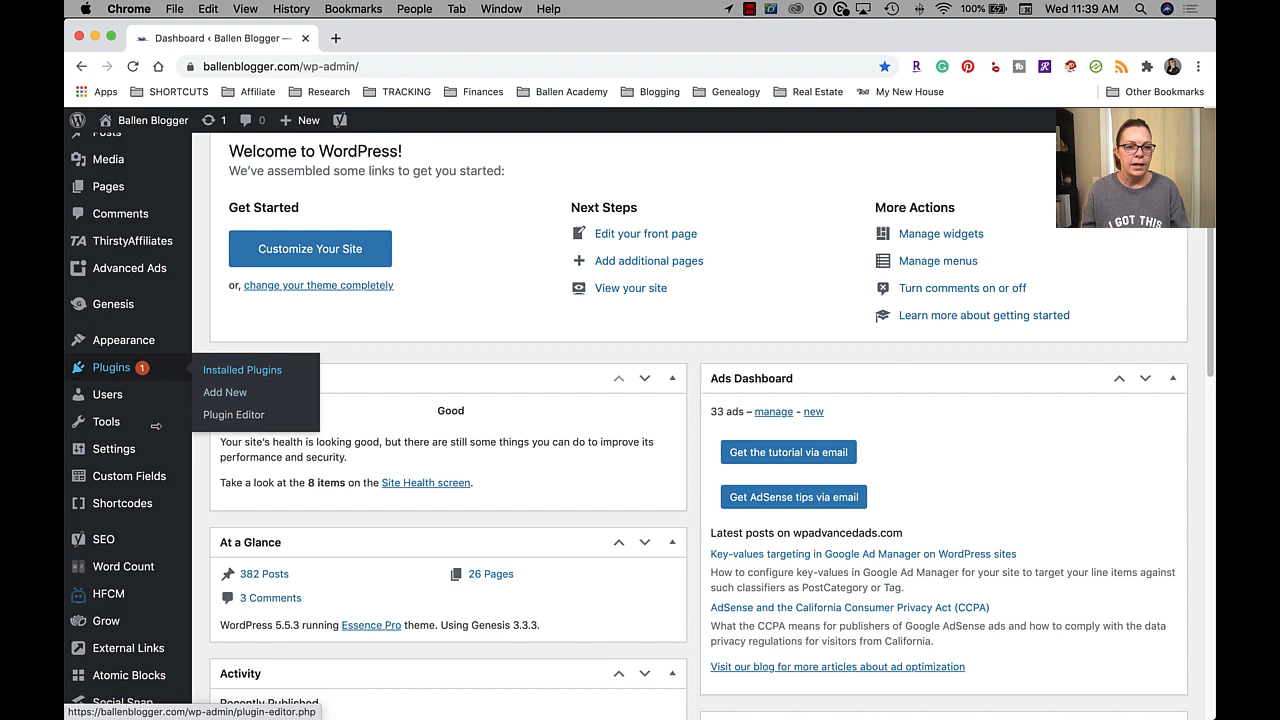 Chrome File Edit View History Bookmarks People Tab Window Help 100% Wed 11:39 AM
Dashboard ‹ Ballen Blogger —
ballenblogger.com/wp-admin/
Apps SHORTCUTS Affiliate Research TRACKING Finances Ballen Academy Blogging Genealogy Real Estate My New House Other Bookmarks
Ballen Blogger 1 0 New
Posts
Media
Pages
Comments
ThirstyAffiliates
Advanced Ads
Genesis
Appearance
Plugins 1
Users
Tools
Settings
Custom Fields
Shortcodes
SEO
Word Count
HFCM
Grow
External Links
Atomic Blocks
Social Snap
Installed Plugins
Add New
Plugin Editor
Welcome to WordPress!
We've assembled some links to get you started:
Get Started
Customize Your Site
or, change your theme completely
Next Steps
Edit your front page
Add additional pages
View your site
More Actions
Manage widgets
Manage menus
Turn comments on or off
Learn more about getting started
I GOT THIS
Good
Your site's health is looking good, but there are still some things you can do to improve its
performance and security.
Take a look at the 8 items on the Site Health screen.
At a Glance
382 Posts 26 Pages
3 Comments
WordPress 5.5.3 running Essence Pro theme. Using Genesis 3.3.3.
Activity
Recently Published
Ads Dashboard
33 ads – manage - new
Get the tutorial via email
Get AdSense tips via email
Latest posts on wpadvancedads.com
Key-values targeting in Google Ad Manager on WordPress sites
How to configure key-values in Google Ad Manager for your site to target your line items against
such classifiers as PostCategory or Tag.
AdSense and the California Consumer Privacy Act (CCPA)
What the CCPA means for publishers of Google AdSense ads and how to comply with the data
privacy regulations for visitors from California.
Visit our blog for more articles about ad optimization
https://ballenblogger.com/wp-admin/plugin-editor.php